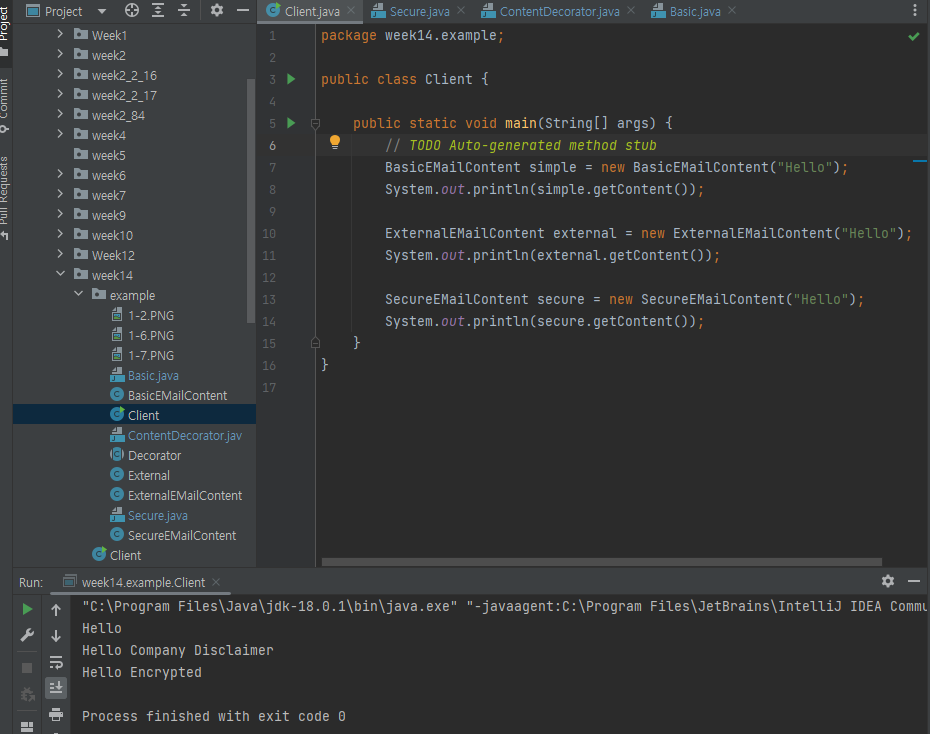 Project
Client.java
Secure.java
ContentDecorator.java
Basic.java
Project
Commit
Pull Requests
Week1
week2
week2_2_16
week2_2_17
week2_84
week4
week5
week6
week7
week9
week10
Week12
week14
example
1-2.PNG
1-6.PNG
1-7.PNG
Basic.java
BasicEMailContent
Client
ContentDecorator.jav
Decorator
External
ExternalEMailContent
Secure.java
SecureEMailContent
Client
1 package week14.example;
2
3 public class Client {
4
5 public static void main(String[] args) {
6 // TODO Auto-generated method stub
7 BasicEMailContent simple = new BasicEMailContent("Hello");
8 System.out.println(simple.getContent());
9
10 ExternalEMailContent external = new ExternalEMailContent("Hello");
11 System.out.println(external.getContent());
12
13 SecureEMailContent secure = new SecureEMailContent("Hello");
14 System.out.println(secure.getContent());
15 }
16 }
17
Run: week14.example.Client
"C:\Program Files\Java\jdk-18.0.1\bin\java.exe" "-javaagent:C:\Program Files\JetBrains\IntelliJ IDEA Commu
Hello
Hello Company Disclaimer
Hello Encrypted
Process finished with exit code 0